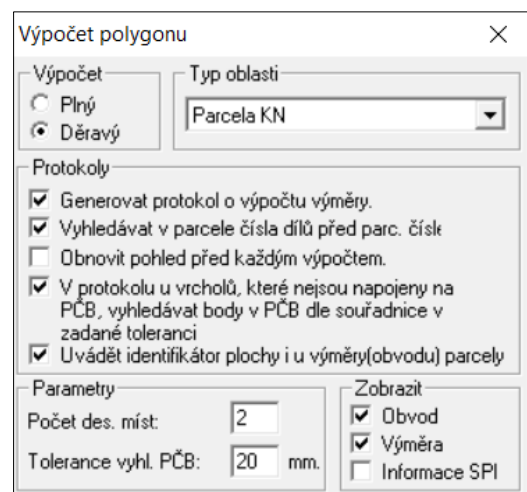 Výpočet polygonu
Výpočet
Plný
Děravý
Typ oblasti
Parcela KN
Protokoly
Generovat protokol o výpočtu výměry.
Vyhledávat v parcele čísla dílů před parc. čísle
Obnovit pohled před každým výpočtem.
V protokolu u vrcholů, které nejsou napojeny na
PČB, vyhledávat body v PČB dle souřadnice v
zadané toleranci
Uvádět identifikátor plochy i u výměry(obvodu) parcely
Parametry
Počet des. míst: 2
Tolerance vyhl. PČB: 20 mm.
Zobrazit
Obvod
Výměra
Informace SPI